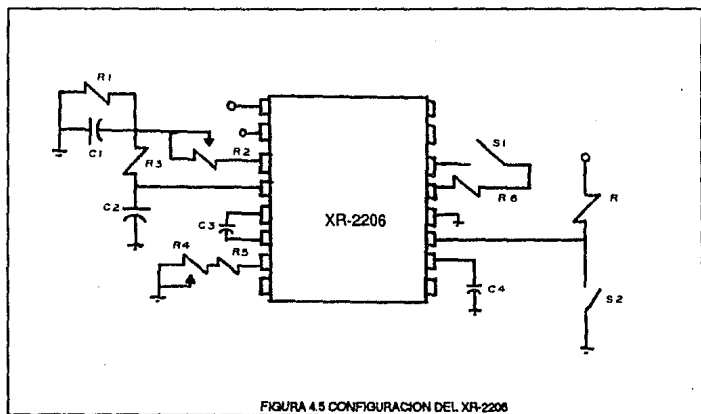 R1
C1
R3
R2
C2
C3
R4
R5
XR-2206
S1
R6
R
C4
S2
FIGURA 4.5 CONFIGURACION DEL XR-2206